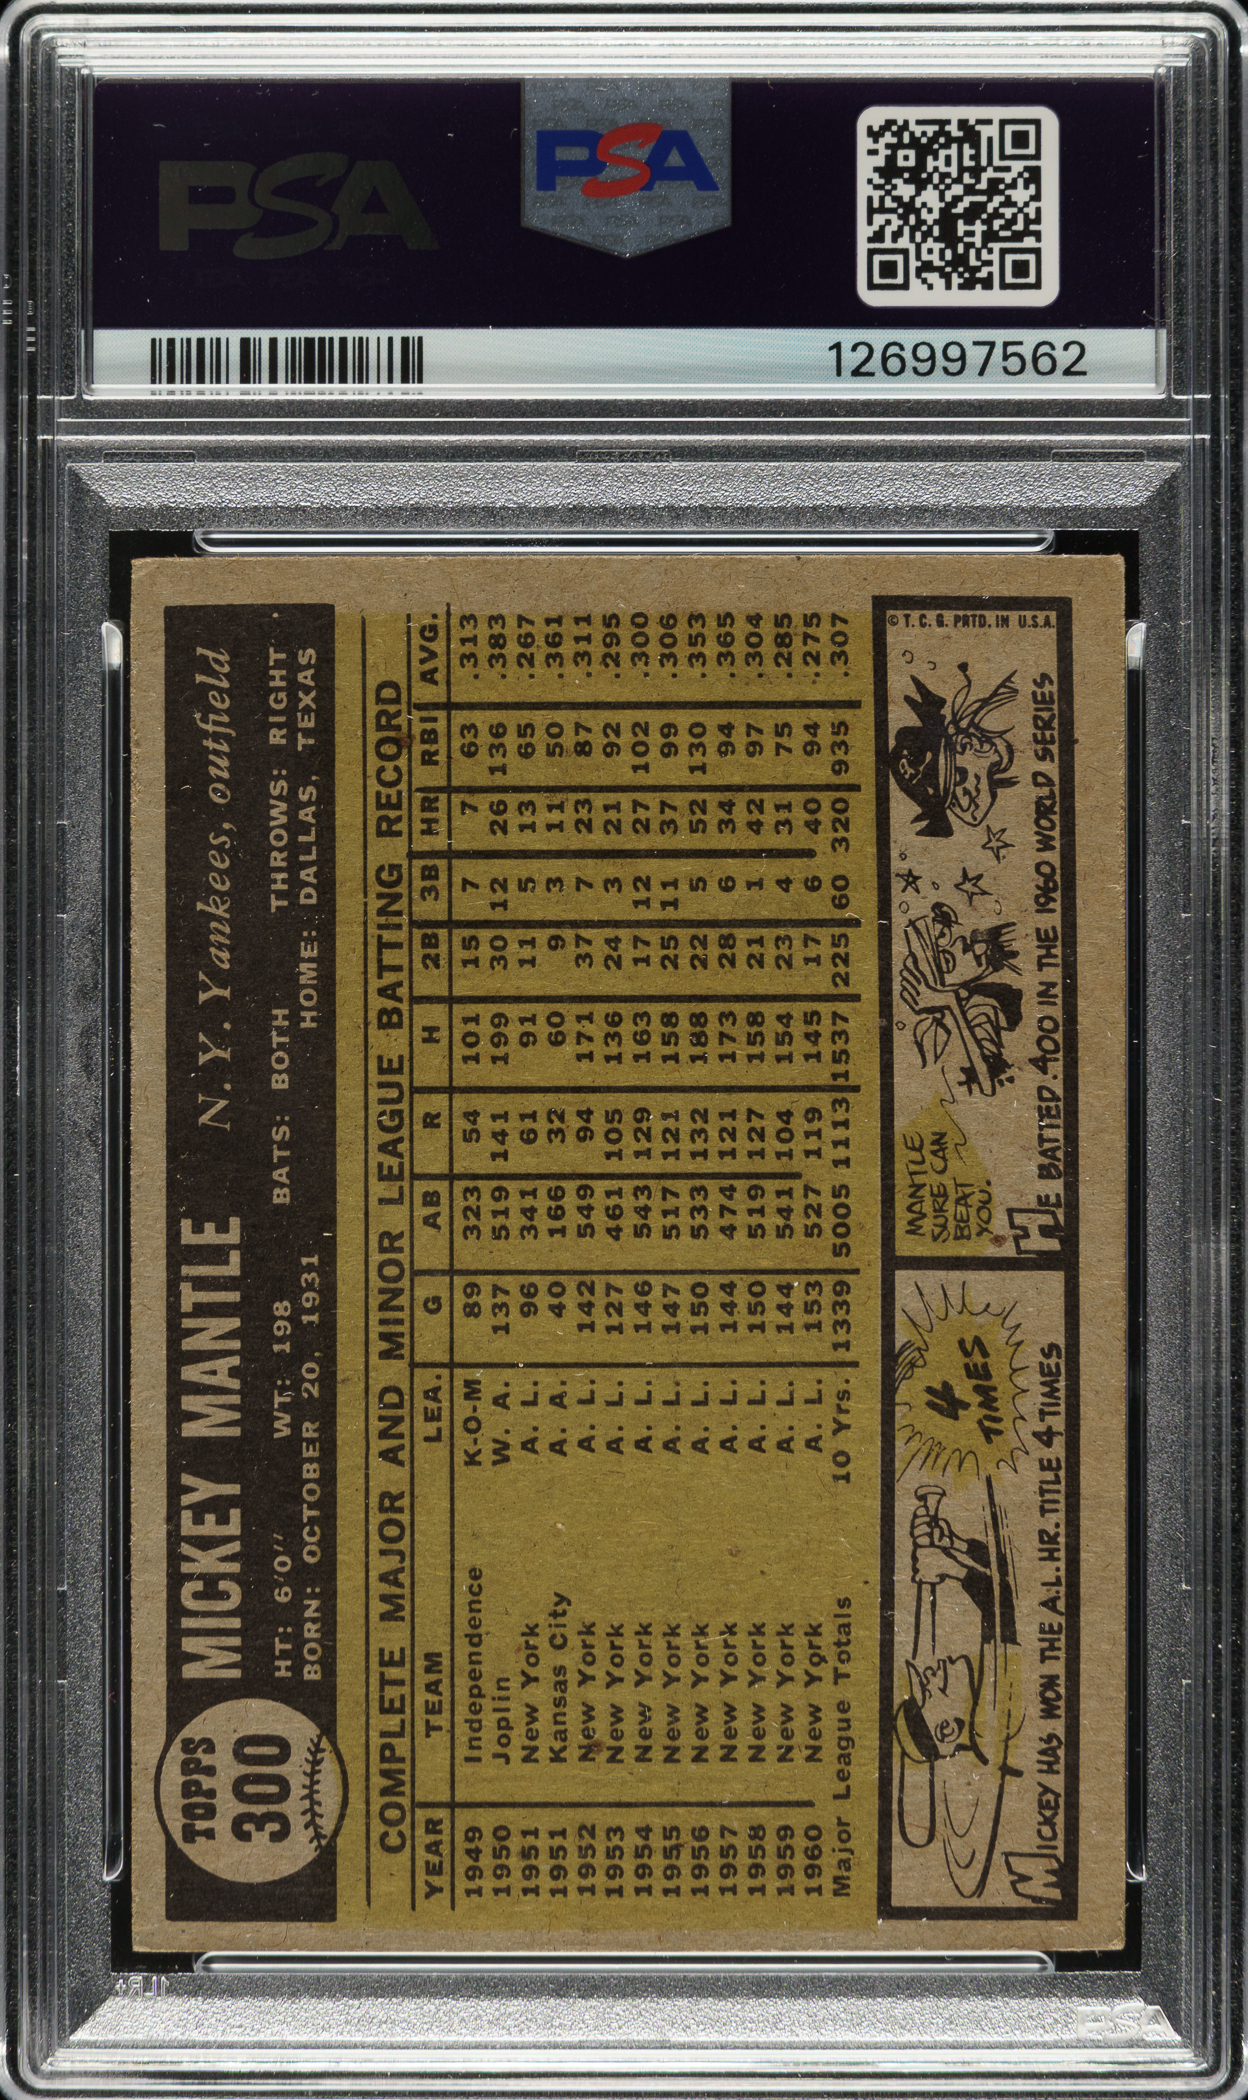 PSA
PSA
126997562
TOPPS
300
MICKEY MANTLE N. Y. Yankees, outfield
HT: 6'0" WT: 198 BATS: BOTH THROWS: RIGHT
BORN: OCTOBER 20, 1931 HOME: DALLAS, TEXAS
COMPLETE MAJOR AND MINOR LEAGUE BATTING RECORD
YEAR TEAM LEA. G AB R H 2B 3B HR RBI AVG.
1949 Independence K-O-M 89 323 54 101 15 7 7 63 .313
1950 Joplin W. A. 137 519 141 199 30 12 26 136 .383
1951 New York A. L. 96 341 61 91 11 5 13 65 .267
1951 Kansas City A. A. 40 166 32 60 9 3 11 50 .361
1952 New York A. L. 142 549 94 171 37 7 23 87 .311
1953 New York A. L. 127 461 105 136 24 3 21 92 .295
1954 New York A. L. 146 543 129 163 17 12 27 102 .300
1955 New York A. L. 147 517 121 158 25 11 37 99 .306
1956 New York A. L. 150 533 132 188 22 5 52 130 .353
1957 New York A. L. 144 474 121 173 28 6 34 94 .365
1958 New York A. L. 150 519 127 158 21 1 42 97 .304
1959 New York A. L. 144 541 104 154 23 4 31 75 .285
1960 New York A. L. 153 527 119 145 17 6 40 94 .275
Major League Totals 10 Yrs. 1339 5005 1113 1537 225 60 320 935 .307
4
TIMES
MICKEY HAS WON THE A.L. HR. TITLE 4 TIMES
MANTLE
SURE CAN
BEAT
YOU.
HE BATTED .400 IN THE 1960 WORLD SERIES
© T. C. G. PRTD. IN U.S.A.
PSA